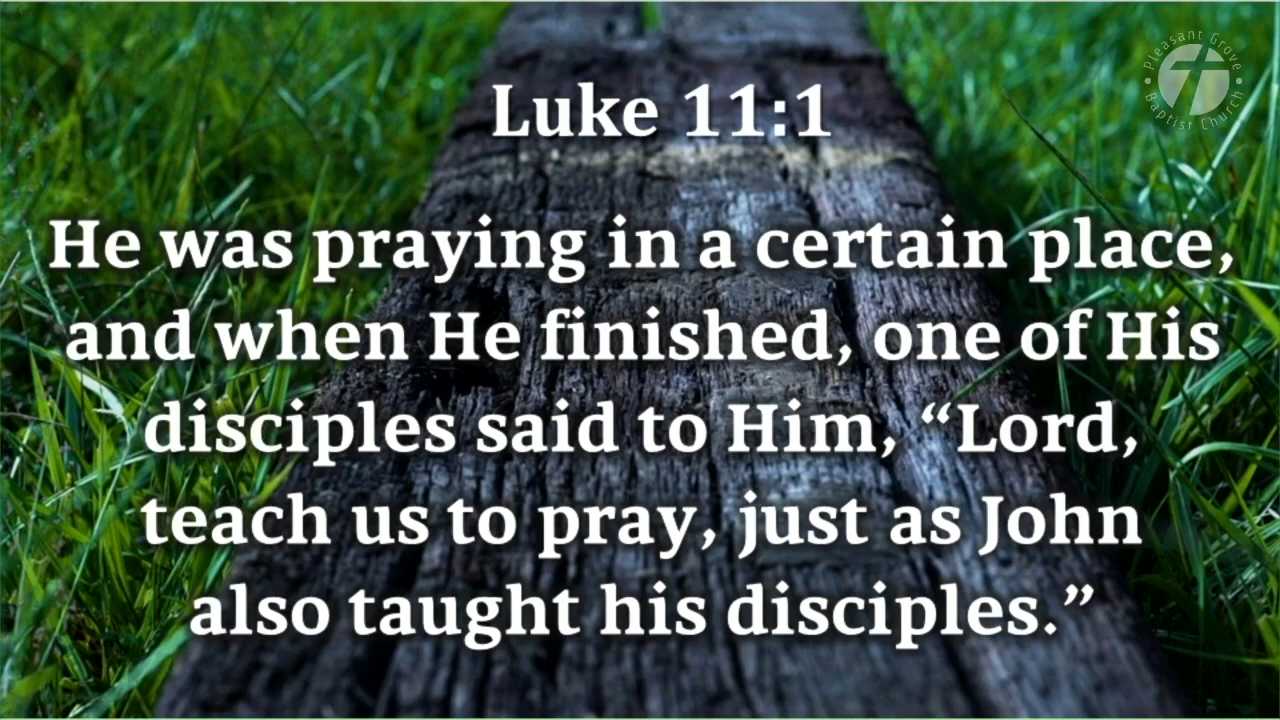 Pleasant Grove
Baptist Church
Luke 11:1
He was praying in a certain place,
and when He finished, one of His
disciples said to Him, “Lord,
teach us to pray, just as John
also taught his disciples.”